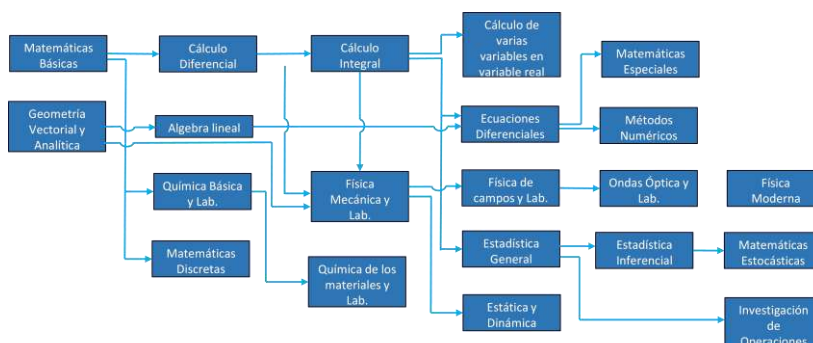 Matemáticas
Básicas
Cálculo
Diferencial
Cálculo
Integral
Cálculo de
varias
variables en
variable real
Matemáticas
Especiales
Geometría
Vectorial y
Analítica
Algebra lineal
Ecuaciones
Diferenciales
Métodos
Numéricos
Química Básica
y Lab.
Física
Mecánica y
Lab.
Física de
campos y Lab.
Ondas Óptica y
Lab.
Física
Moderna
Matemáticas
Discretas
Química de los
materiales y
Lab.
Estadística
General
Estadística
Inferencial
Matemáticas
Estocásticas
Estática y
Dinámica
Investigación
de
Operaciones